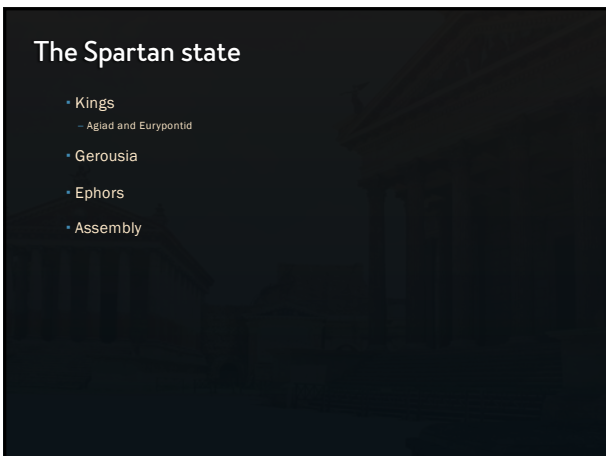 The Spartan state
▪ Kings
– Agiad and Eurypontid
▪ Gerousia
▪ Ephors
▪ Assembly